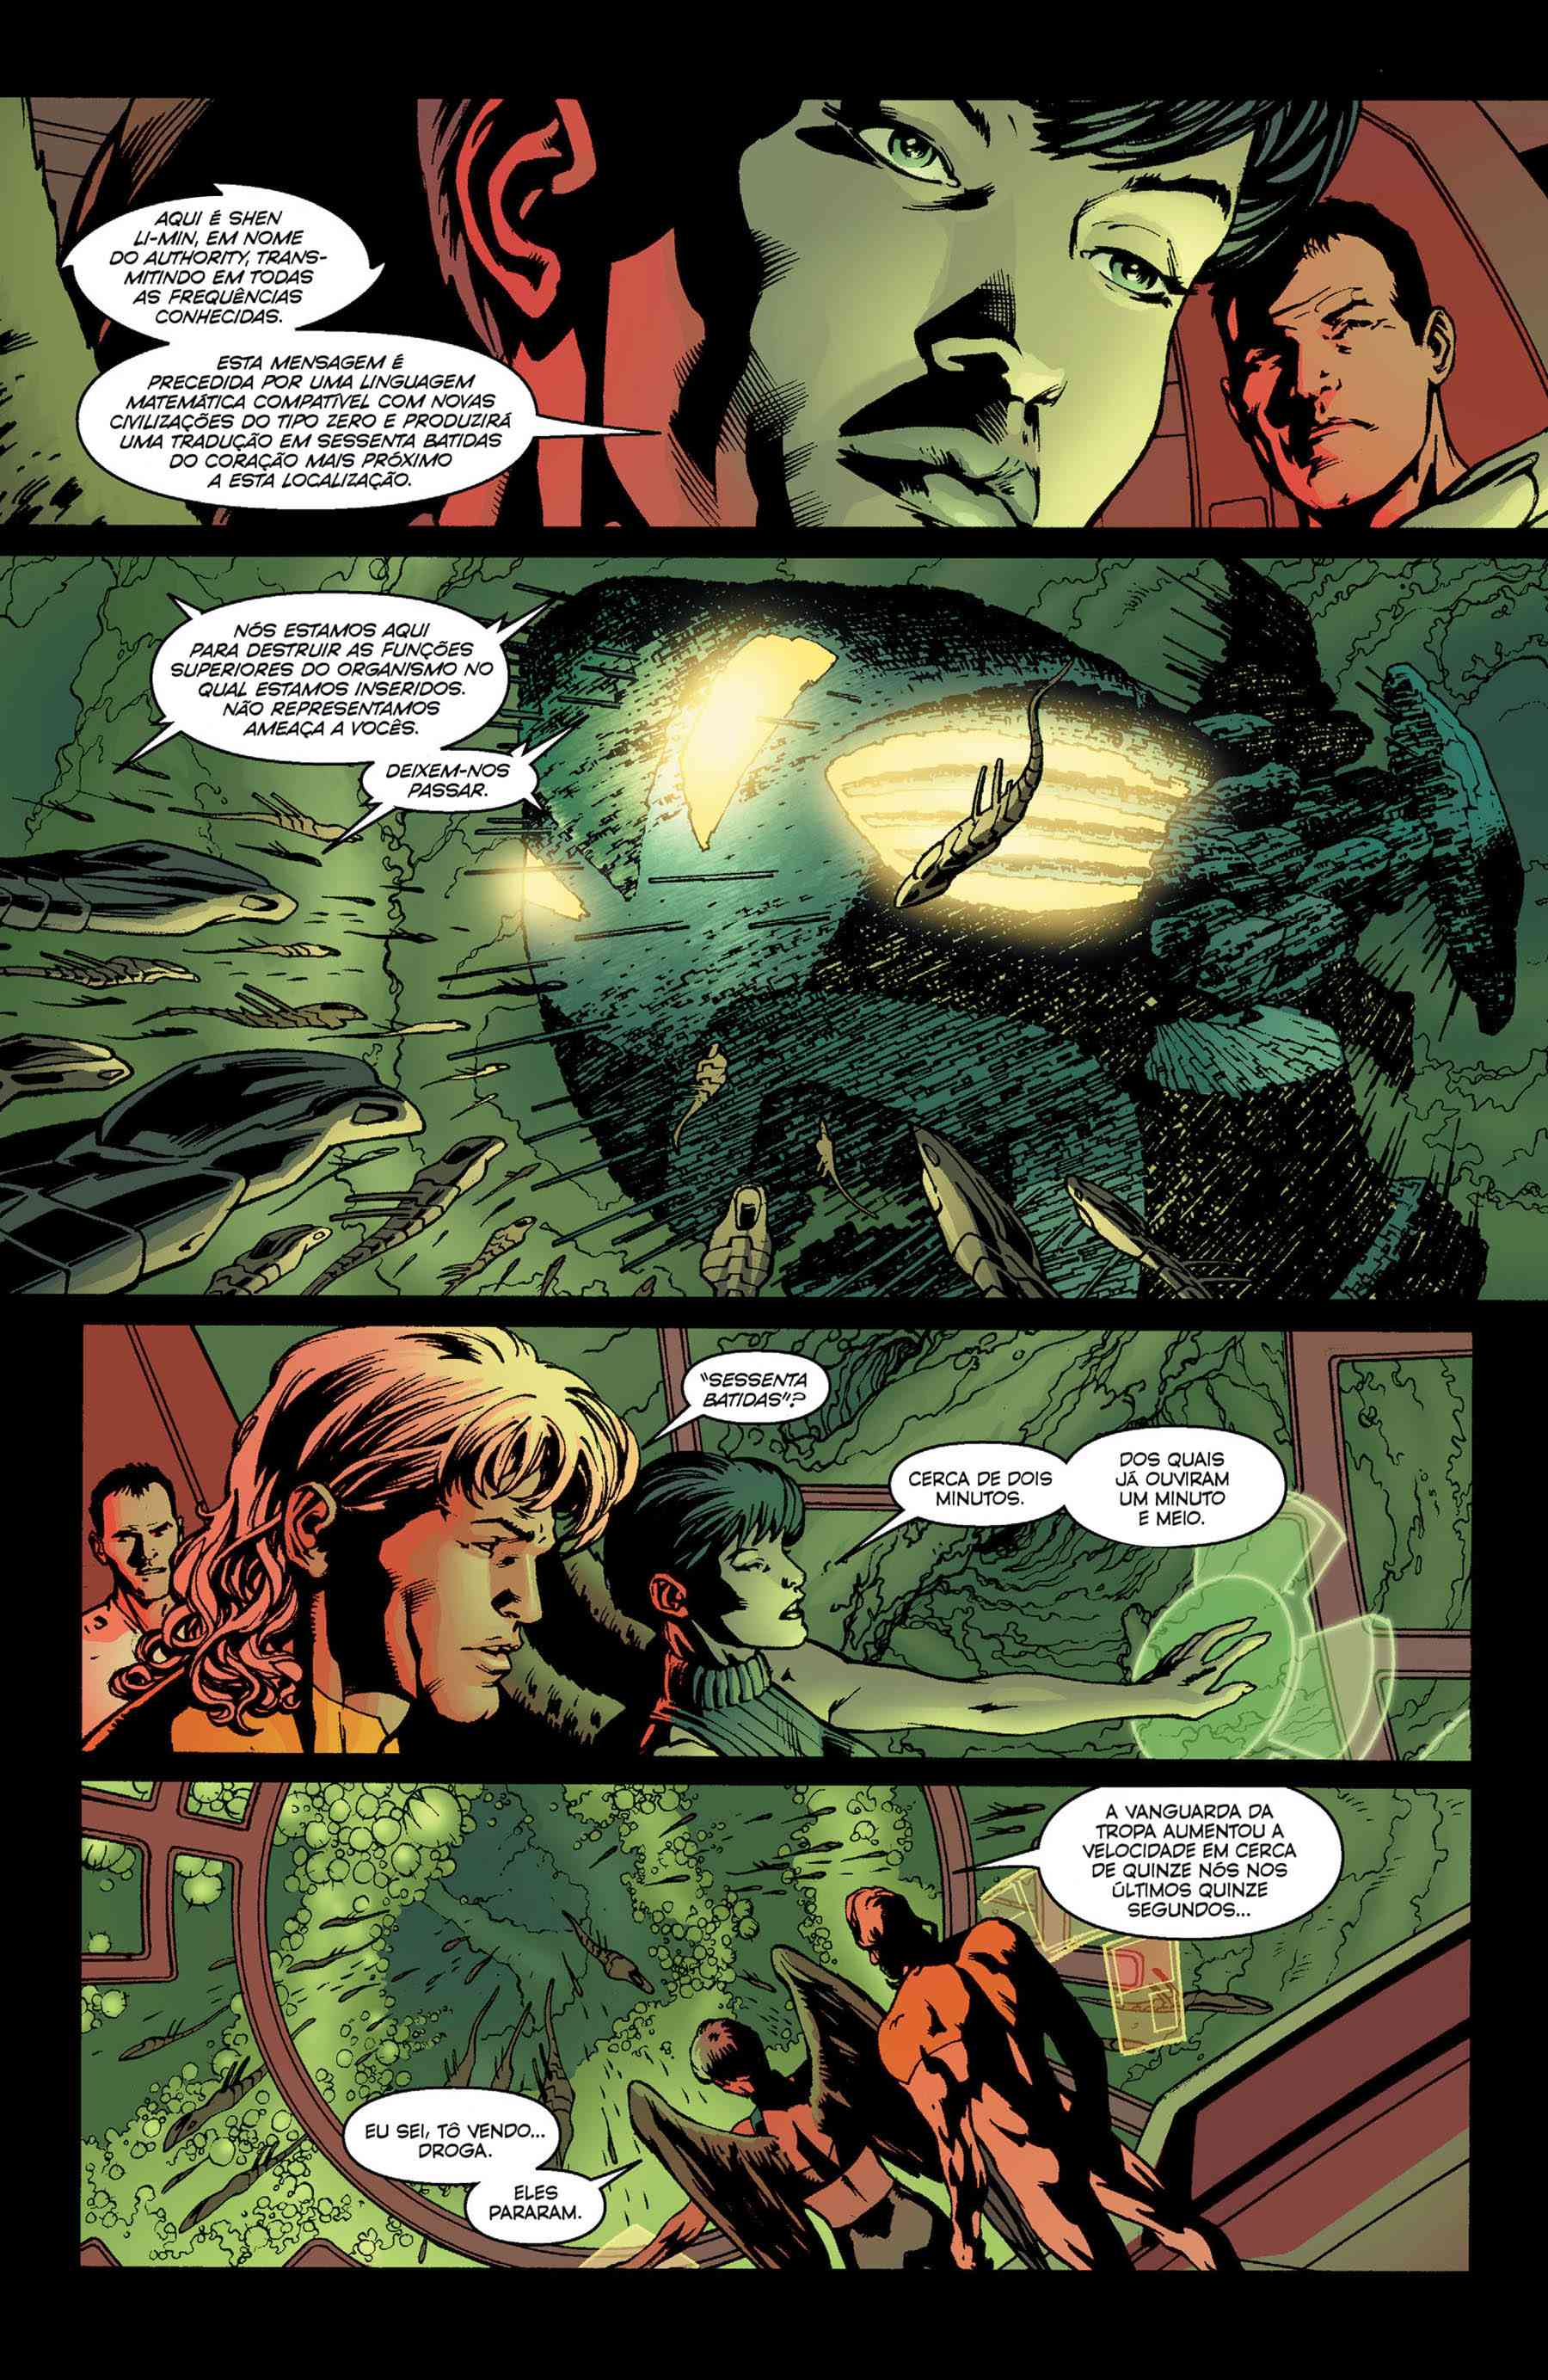 AQUI É SHEN
LI-MIN, EM NOME
DO AUTHORITY, TRANS-
MITINDO EM TODAS
AS FREQUÊNCIAS
CONHECIDAS.
ESTA MENSAGEM É
PRECEDIDA POR UMA LINGUAGEM
MATEMÁTICA COMPATÍVEL COM NOVAS
CIVILIZAÇÕES DO TIPO ZERO E PRODUZIRÁ
UMA TRADUÇÃO EM SESSENTA BATIDAS
DO CORAÇÃO MAIS PRÓXIMO
A ESTA LOCALIZAÇÃO.
NÓS ESTAMOS AQUI
PARA DESTRUIR AS FUNÇÕES
SUPERIORES DO ORGANISMO NO
QUAL ESTAMOS INSERIDOS.
NÃO REPRESENTAMOS
AMEAÇA A VOCÊS.
DEIXEM-NOS
PASSAR.
"SESSENTA
BATIDAS"?
CERCA DE DOIS
MINUTOS.
DOS QUAIS
JÁ OUVIRAM
UM MINUTO
E MEIO.
A VANGUARDA DA
TROPA AUMENTOU A
VELOCIDADE EM CERCA
DE QUINZE NÓS NOS
ÚLTIMOS QUINZE
SEGUNDOS...
EU SEI, TÔ VENDO...
DROGA.
ELES
PARARAM.